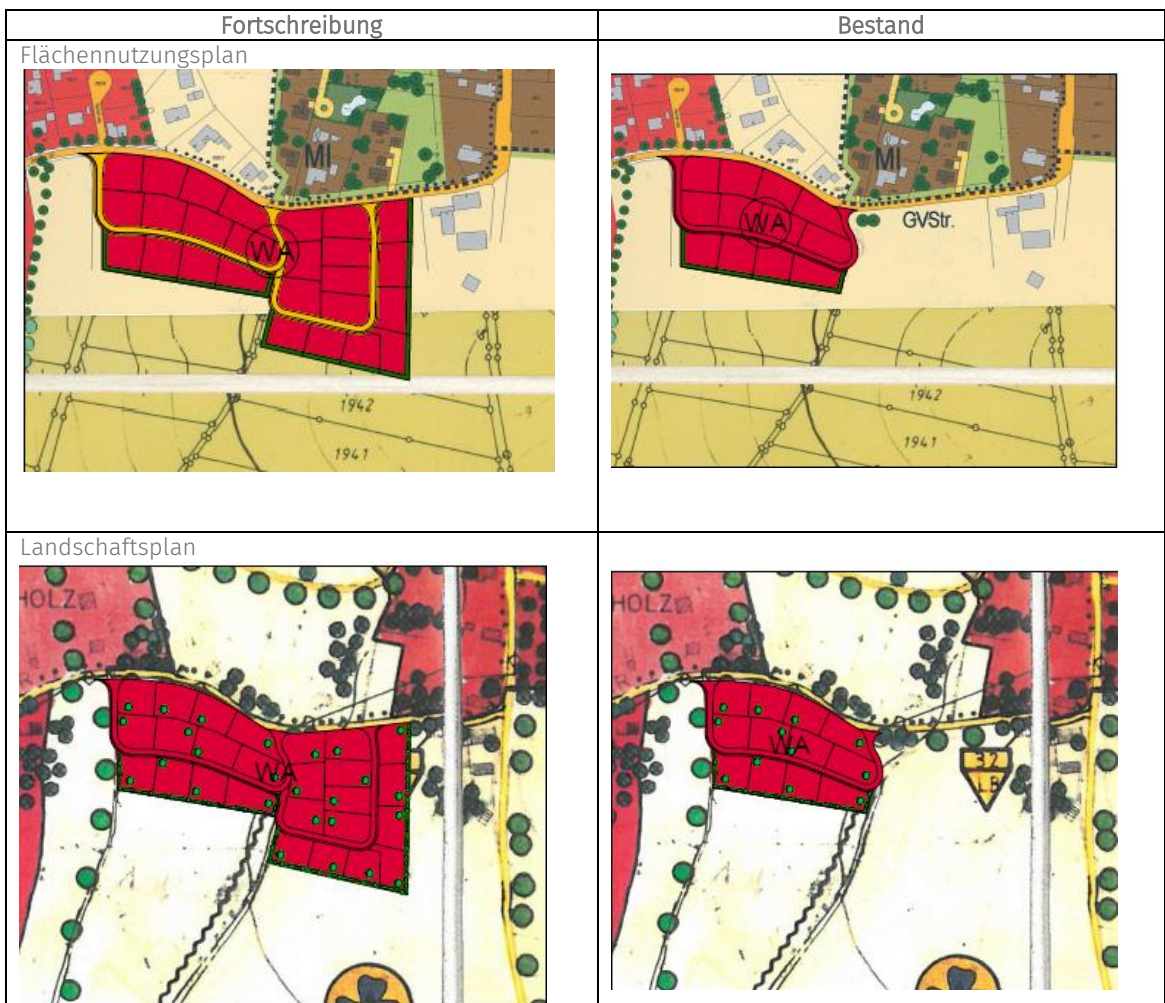 Fortschreibung
Bestand
Flächennutzungsplan
MI
WA
1942
1941
MI
WA
GVStr.
1942
1941
Landschaftsplan
HOLZ
WA
HOLZ
WA
32
LB